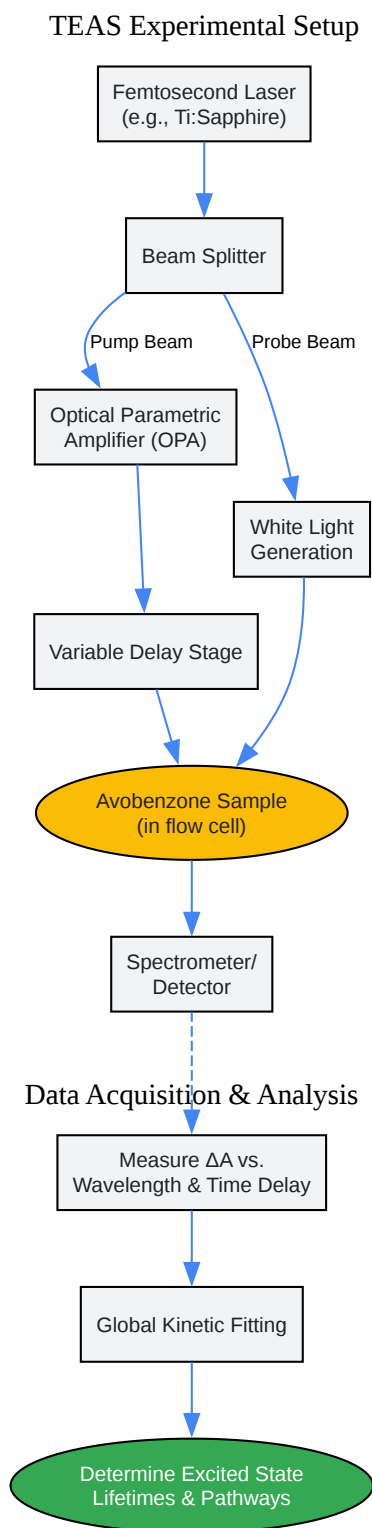 TEAS Experimental Setup
Femtosecond Laser
(e.g., Ti:Sapphire)
Beam Splitter
Pump Beam
Probe Beam
Optical Parametric
Amplifier (OPA)
White Light
Generation
Variable Delay Stage
Avobenzone Sample
(in flow cell)
Spectrometer/
Detector
Data Acquisition & Analysis
Measure ΔA vs.
Wavelength & Time Delay
Global Kinetic Fitting
Determine Excited State
Lifetimes & Pathways